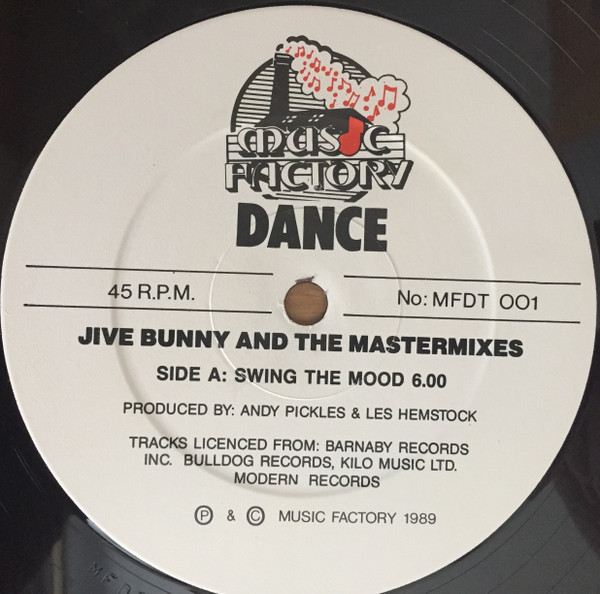 MUSIC
FACTORY
DANCE
45 R.P.M.
No: MFDT 001
JIVE BUNNY AND THE MASTERMIXES
SIDE A: SWING THE MOOD 6.00
PRODUCED BY: ANDY PICKLES & LES HEMSTOCK
TRACKS LICENCED FROM: BARNABY RECORDS
INC. BULLDOG RECORDS, KILO MUSIC LTD.
MODERN RECORDS
Ⓟ & © MUSIC FACTORY 1989